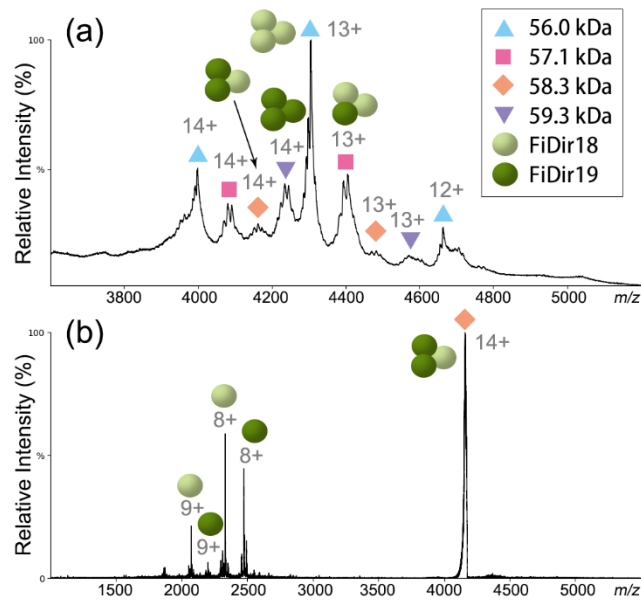 (a)
Relative Intensity (%)
100
%
14+
14+
14+
14+
13+
13+
13+
13+
12+
3800 4000 4200 4400 4600 4800 5000 m/z
56.0 kDa
57.1 kDa
58.3 kDa
59.3 kDa
FiDir18
FiDir19
(b)
Relative Intensity (%)
100
%
0
9+
9+
8+
8+
14+
1500 2000 2500 3000 3500 4000 4500 5000 m/z